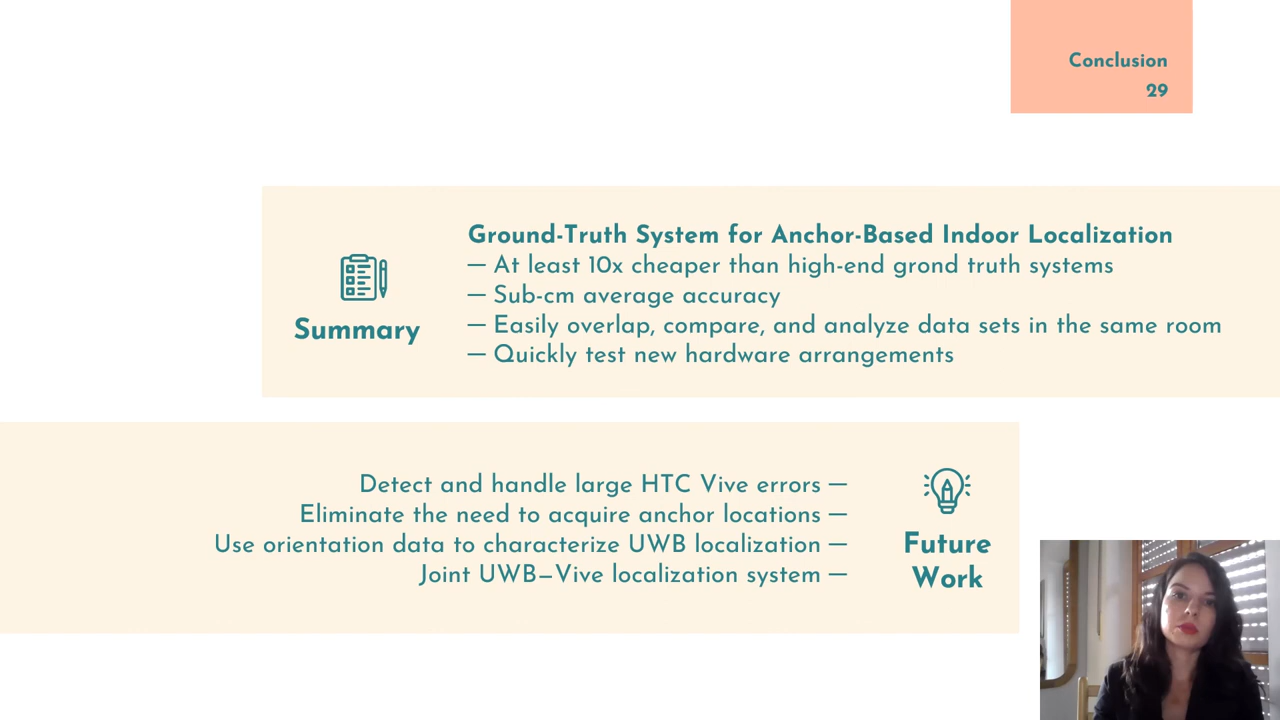 Conclusion
29
Ground-Truth System for Anchor-Based Indoor Localization
— At least 10x cheaper than high-end grond truth systems
— Sub-cm average accuracy
— Easily overlap, compare, and analyze data sets in the same room
— Quickly test new hardware arrangements
Summary
Detect and handle large HTC Vive errors —
Eliminate the need to acquire anchor locations —
Use orientation data to characterize UWB localization —
Joint UWB–Vive localization system —
Future
Work